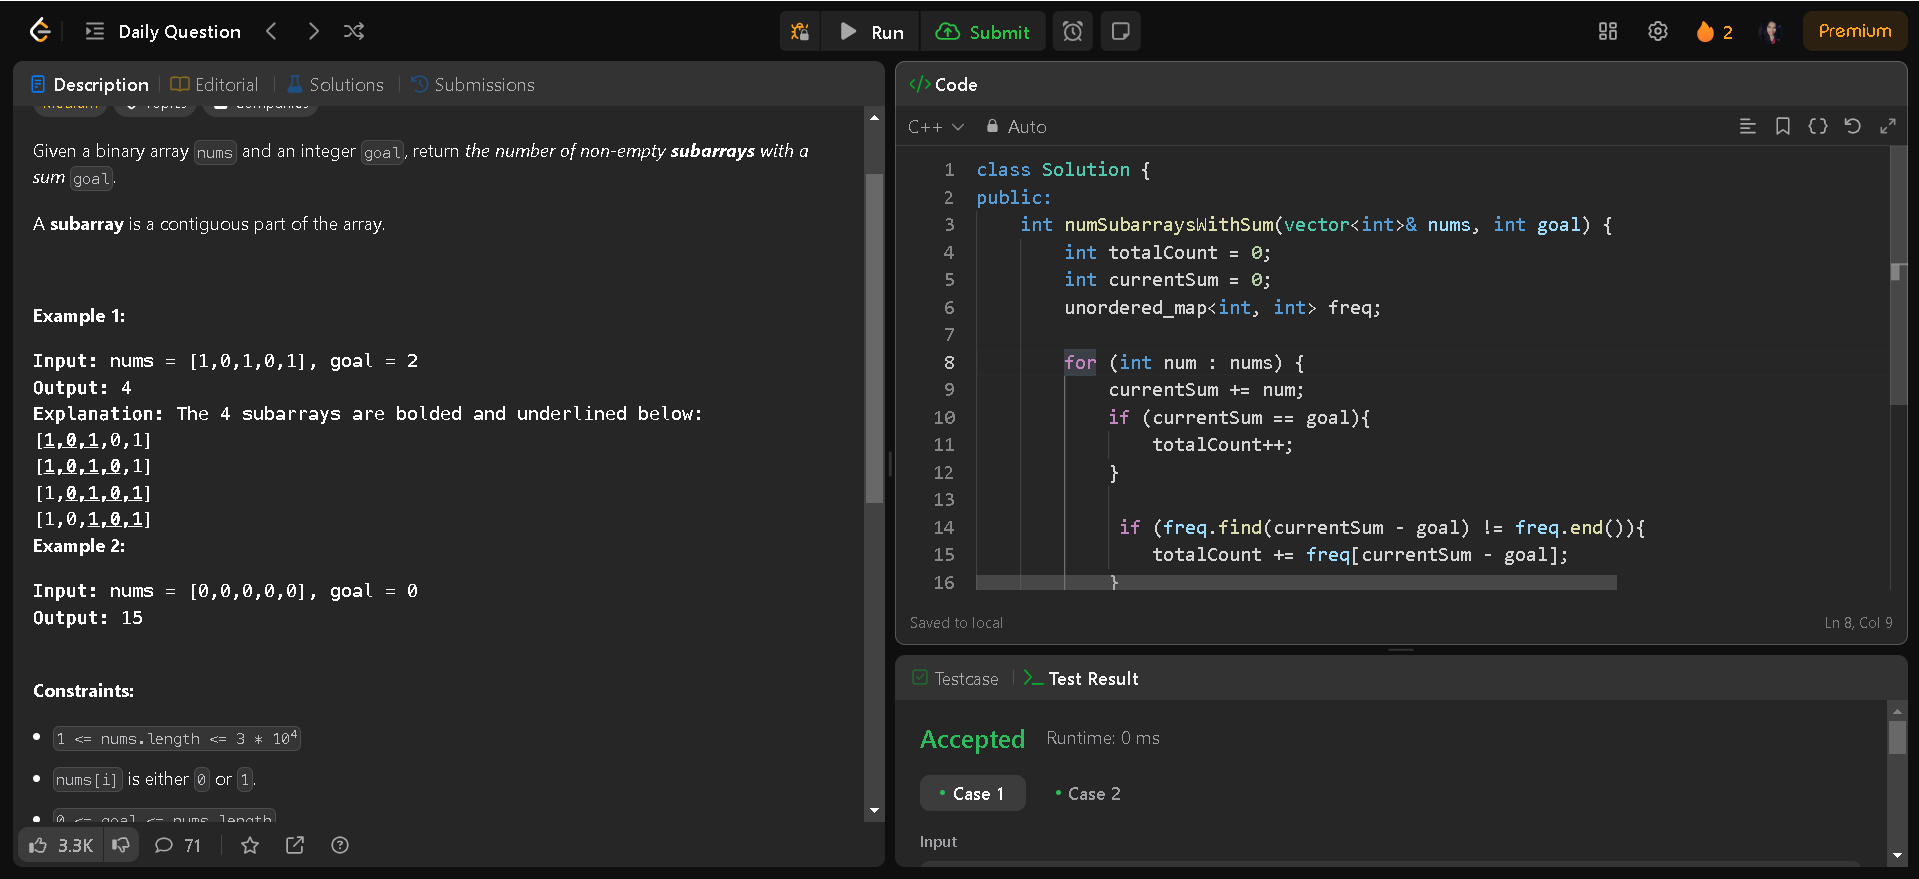 Daily Question
Run
Submit
2
Premium
Description
Editorial
Solutions
Submissions
Medium
Topics
Companies
Given a binary array nums and an integer goal, return the number of non-empty subarrays with a
sum goal.
A subarray is a contiguous part of the array.
Example 1:
Input: nums = [1,0,1,0,1], goal = 2
Output: 4
Explanation: The 4 subarrays are bolded and underlined below:
[1,0,1,0,1]
[1,0,1,0,1]
[1,0,1,0,1]
[1,0,1,0,1]
Example 2:
Input: nums = [0,0,0,0,0], goal = 0
Output: 15
Constraints:
• 1 <= nums.length <= 3 * 10⁴
• nums[i] is either 0 or 1.
• 0 <= goal <= nums.length
3.3K
71
</> Code
C++
Auto
1 class Solution {
2 public:
3     int numSubarraysWithSum(vector<int>& nums, int goal) {
4         int totalCount = 0;
5         int currentSum = 0;
6         unordered_map<int, int> freq;
7
8         for (int num : nums) {
9             currentSum += num;
10             if (currentSum == goal){
11                 totalCount++;
12             }
13
14              if (freq.find(currentSum - goal) != freq.end()){
15                 totalCount += freq[currentSum - goal];
16             }
Saved to local
Ln 8, Col 9
Testcase
Test Result
Accepted
Runtime: 0 ms
• Case 1
• Case 2
Input